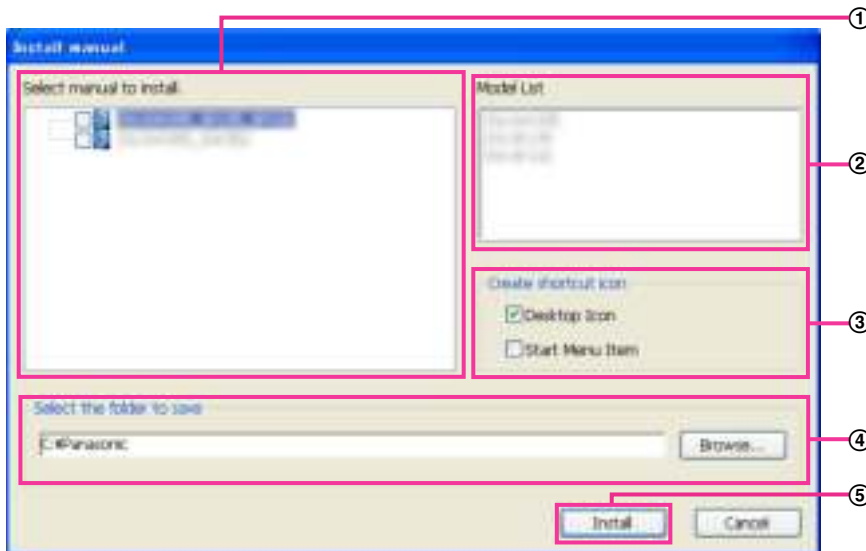 ①
Install manual
Select manual to install.
Model List
②
Create shortcut icon
Desktop Icon
③
Start Menu Item
Select the folder to save
C:¥Panasonic
Browse...
④
⑤
Install
Cancel